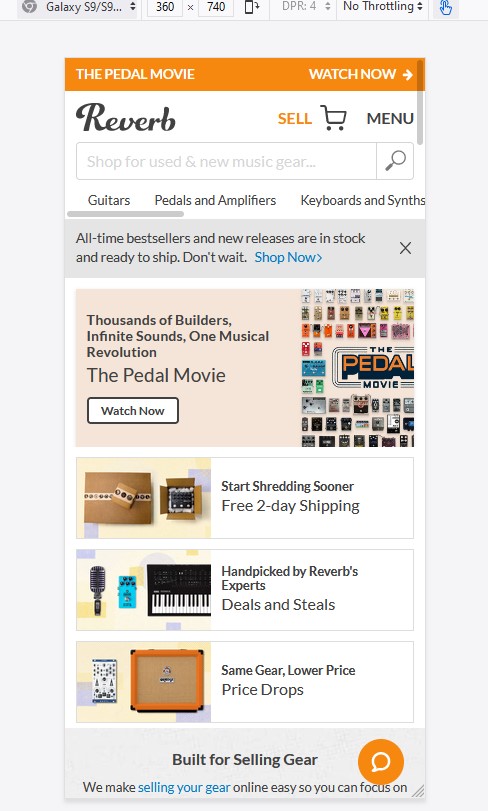 Galaxy S9/S9... 360 × 740 DPR: 4 No Throttling
THE PEDAL MOVIE WATCH NOW
Reverb SELL MENU
Shop for used & new music gear...
Guitars Pedals and Amplifiers Keyboards and Synths
All-time bestsellers and new releases are in stock
and ready to ship. Don't wait. Shop Now
Thousands of Builders,
Infinite Sounds, One Musical
Revolution
The Pedal Movie
Watch Now
THE
PEDAL
MOVIE
Start Shredding Sooner
Free 2-day Shipping
Handpicked by Reverb's
Experts
Deals and Steals
Same Gear, Lower Price
Price Drops
Built for Selling Gear
We make selling your gear online easy so you can focus on